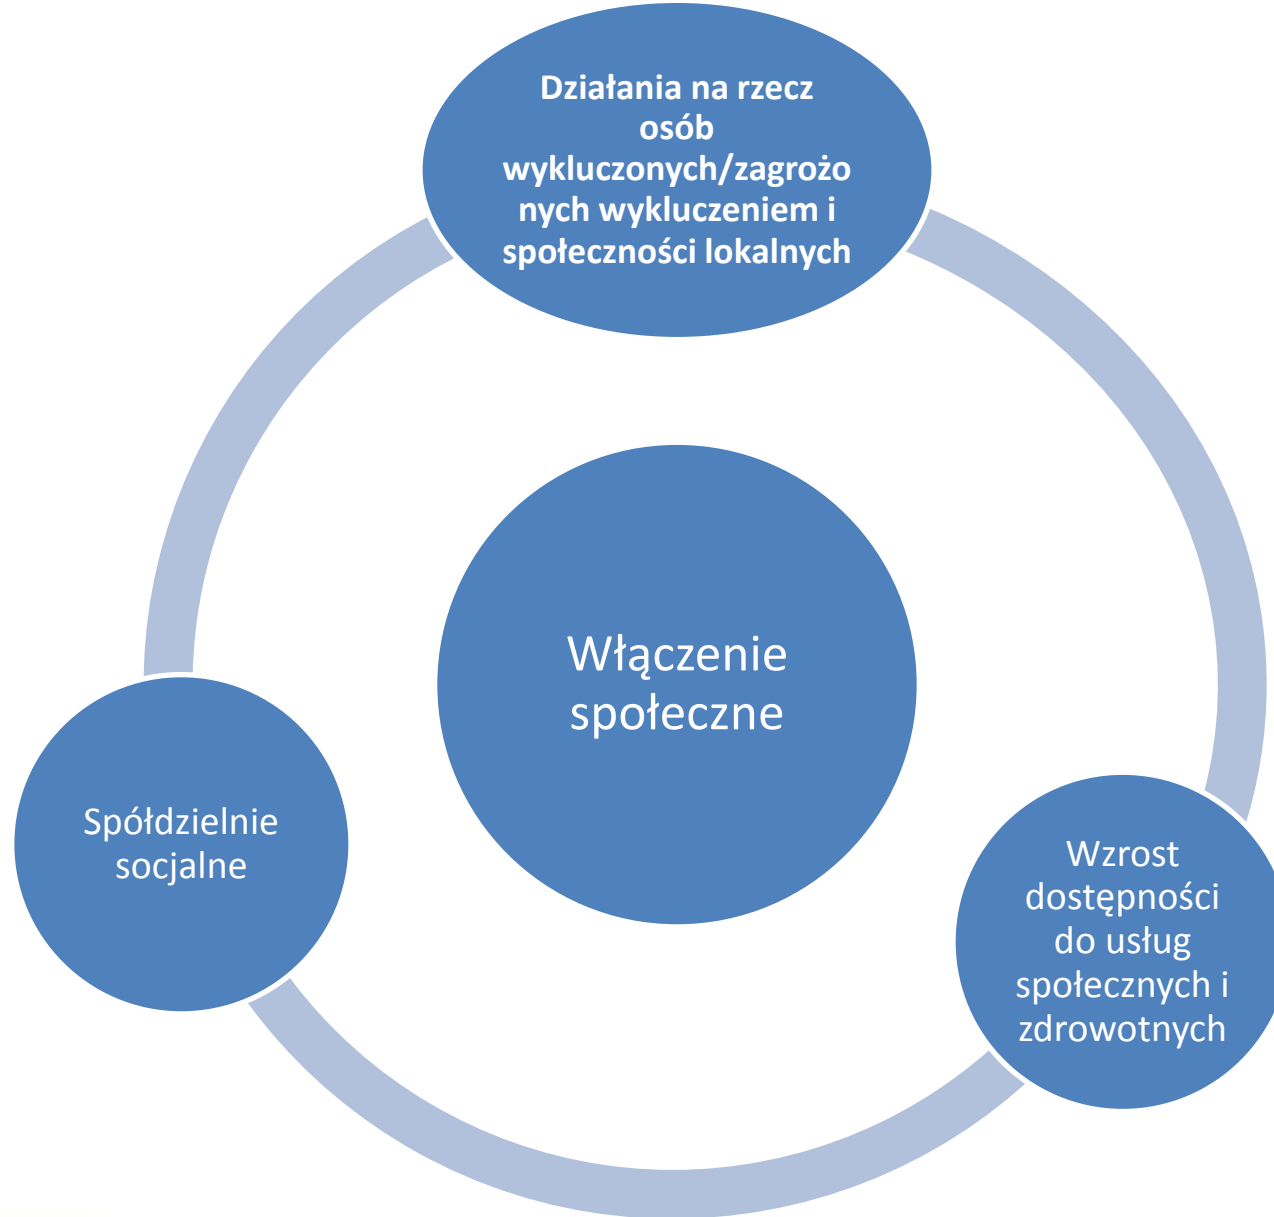 Działania na rzecz
osób
wykluczonych/zagrożo
nych wykluczeniem i
społeczności lokalnych
Włączenie
społeczne
Spółdzielnie
socjalne
Wzrost
dostępności
do usług
społecznych i
zdrowotnych